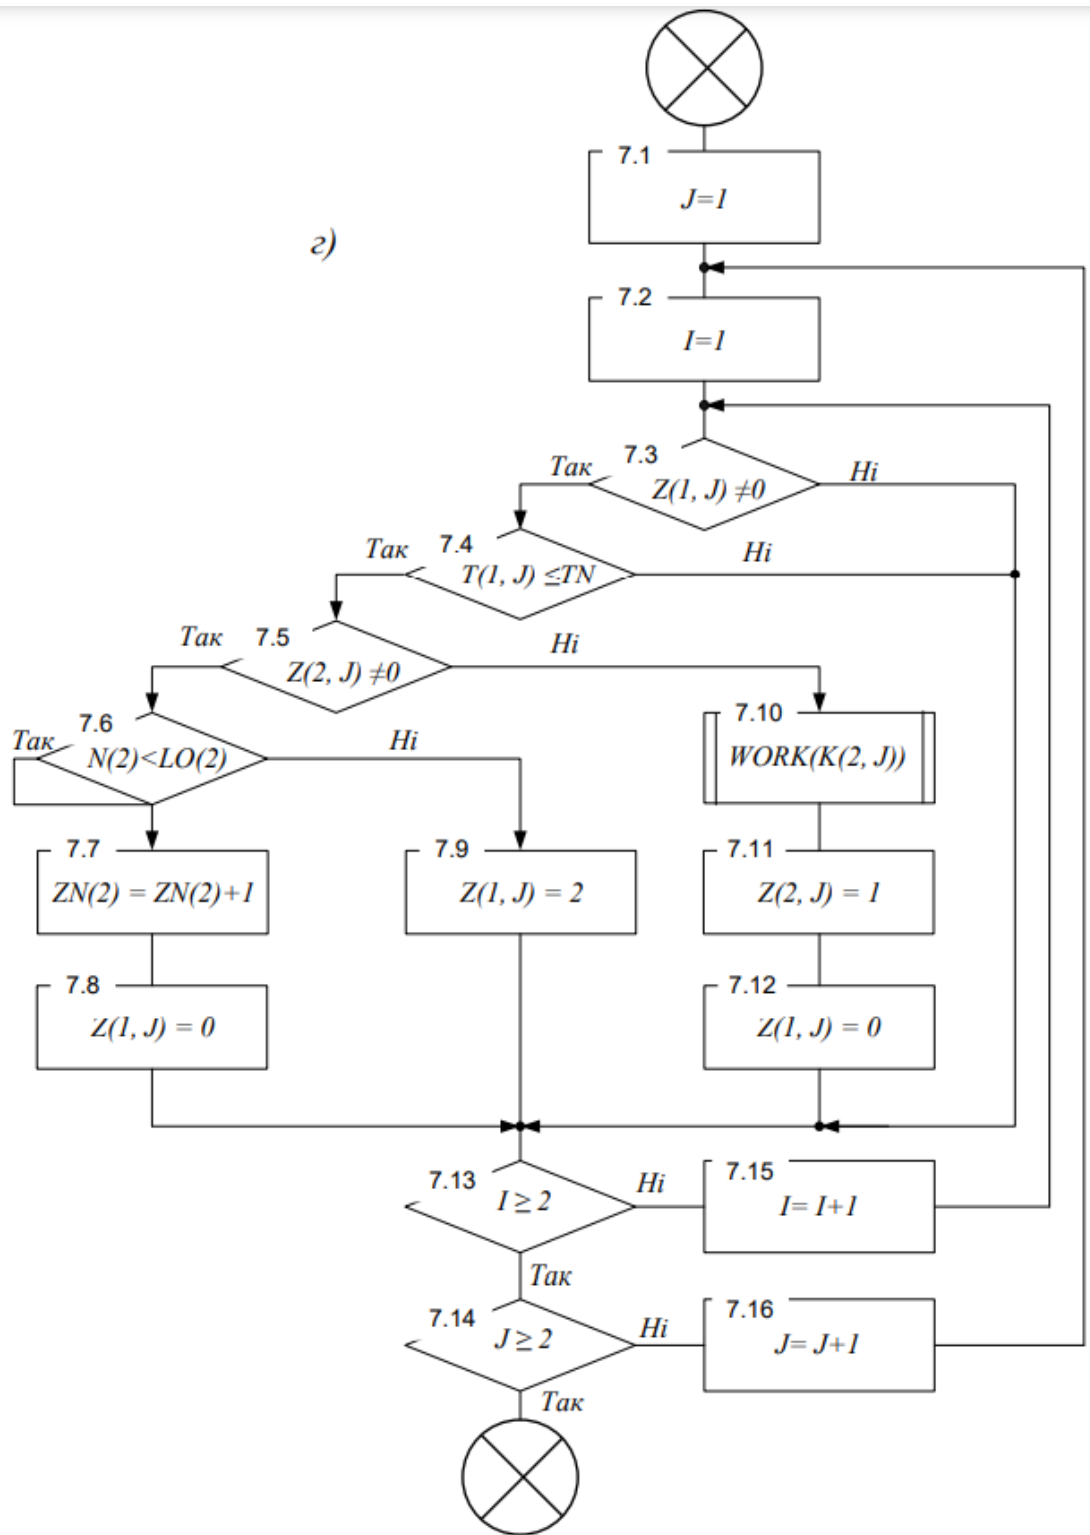 7.1
J=1
г)
7.2
I=1
7.3
Так
Z(1, J) ≠0
Ні
7.4
Так
T(1, J) ≤TN
Ні
7.5
Так
Z(2, J) ≠0
Ні
7.6
Так
N(2)<LO(2)
Ні
7.10
WORK(K(2, J))
7.7
ZN(2) = ZN(2)+1
7.9
Z(1, J) = 2
7.11
Z(2, J) = 1
7.8
Z(1, J) = 0
7.12
Z(1, J) = 0
7.13
I ≥ 2
Ні
7.15
I= I+1
Так
7.14
J ≥ 2
Ні
7.16
J= J+1
Так